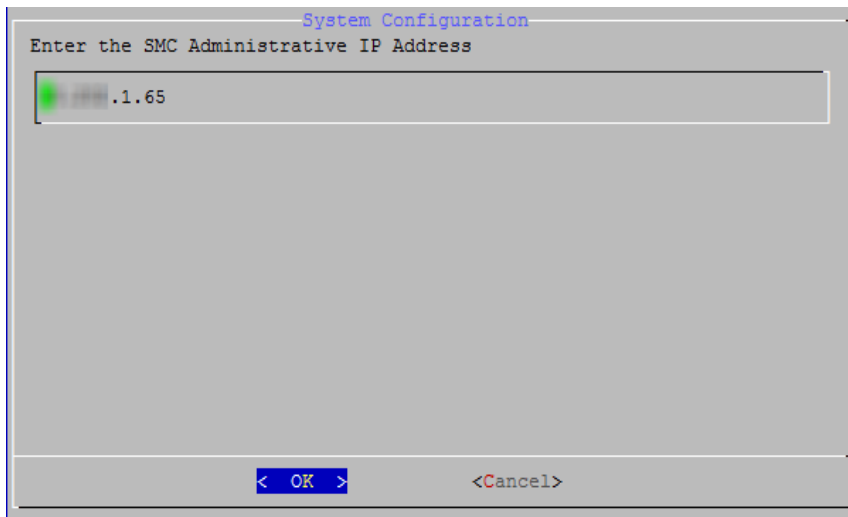 System Configuration
Enter the SMC Administrative IP Address
.1.65
< OK > <Cancel>